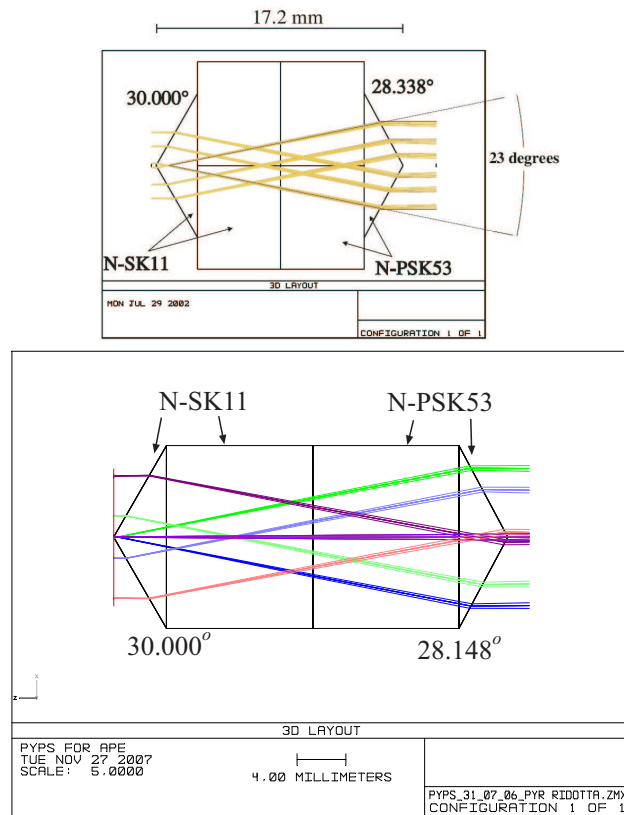 17.2 mm
30.000°
28.338°
23 degrees
N-SK11
N-PSK53
3D LAYOUT
MON JUL 29 2002
CONFIGURATION 1 OF 1
N-SK11
N-PSK53
30.000°
28.148°
x
z
3D LAYOUT
PYPS FOR APE
TUE NOV 27 2007
SCALE: 5.0000
4.00 MILLIMETERS
PYPS_31_07_06_PYR RIDOTTA.ZMX
CONFIGURATION 1 OF 1